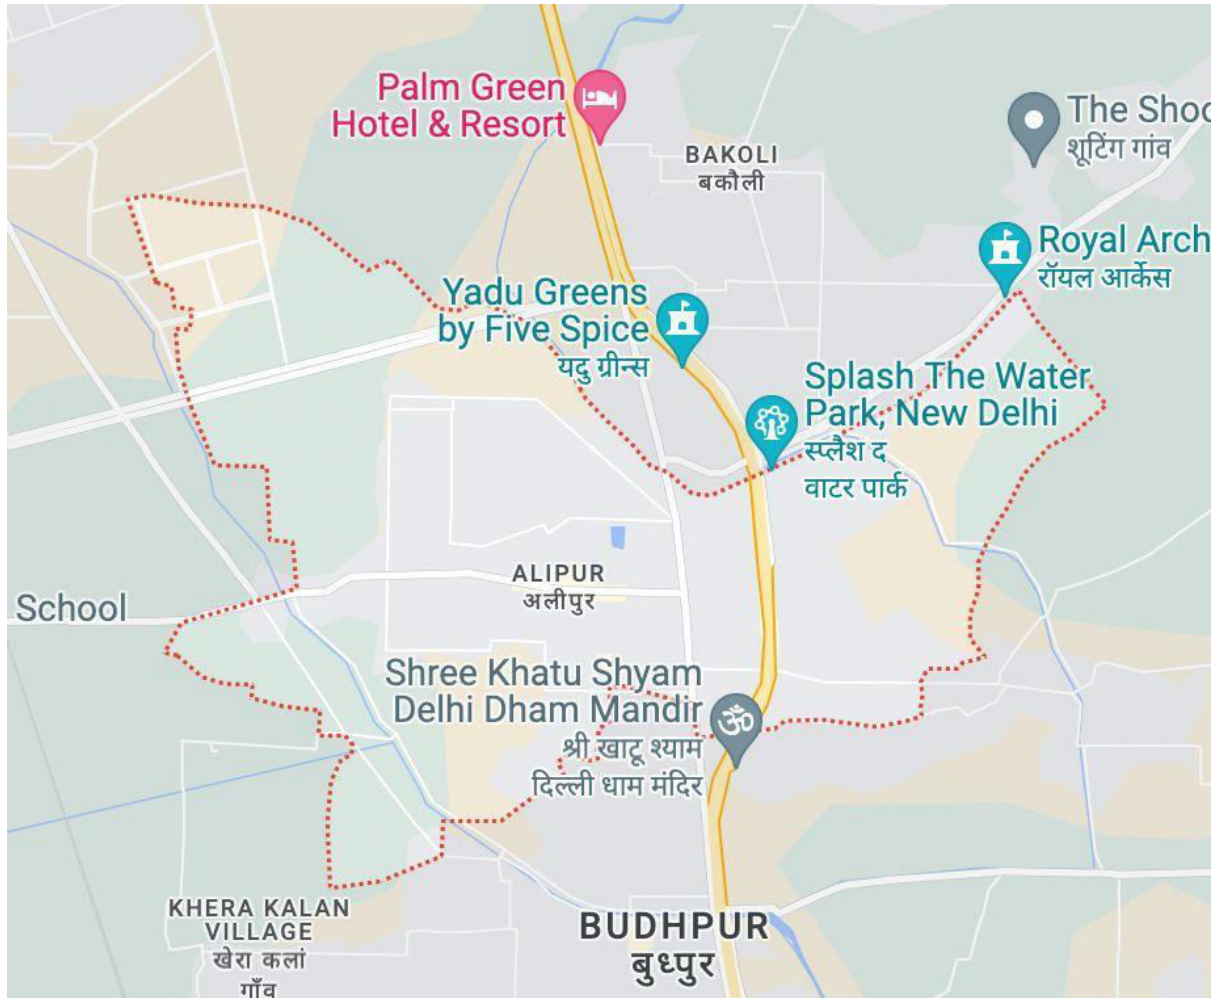 Palm Green
Hotel & Resort
BAKOLI
बकौली
The Shoo
शूटिंग गांव
Royal Arch
रॉयल आर्केस
Yadu Greens
by Five Spice
यदु ग्रीन्स
Splash The Water
Park, New Delhi
स्प्लैश द
वाटर पार्क
ALIPUR
अलीपुर
School
Shree Khatu Shyam
Delhi Dham Mandir
श्री खाटू श्याम
दिल्ली धाम मंदिर
KHERA KALAN
VILLAGE
खेरा कलां
गाँव
BUDHPUR
बुध्पुर